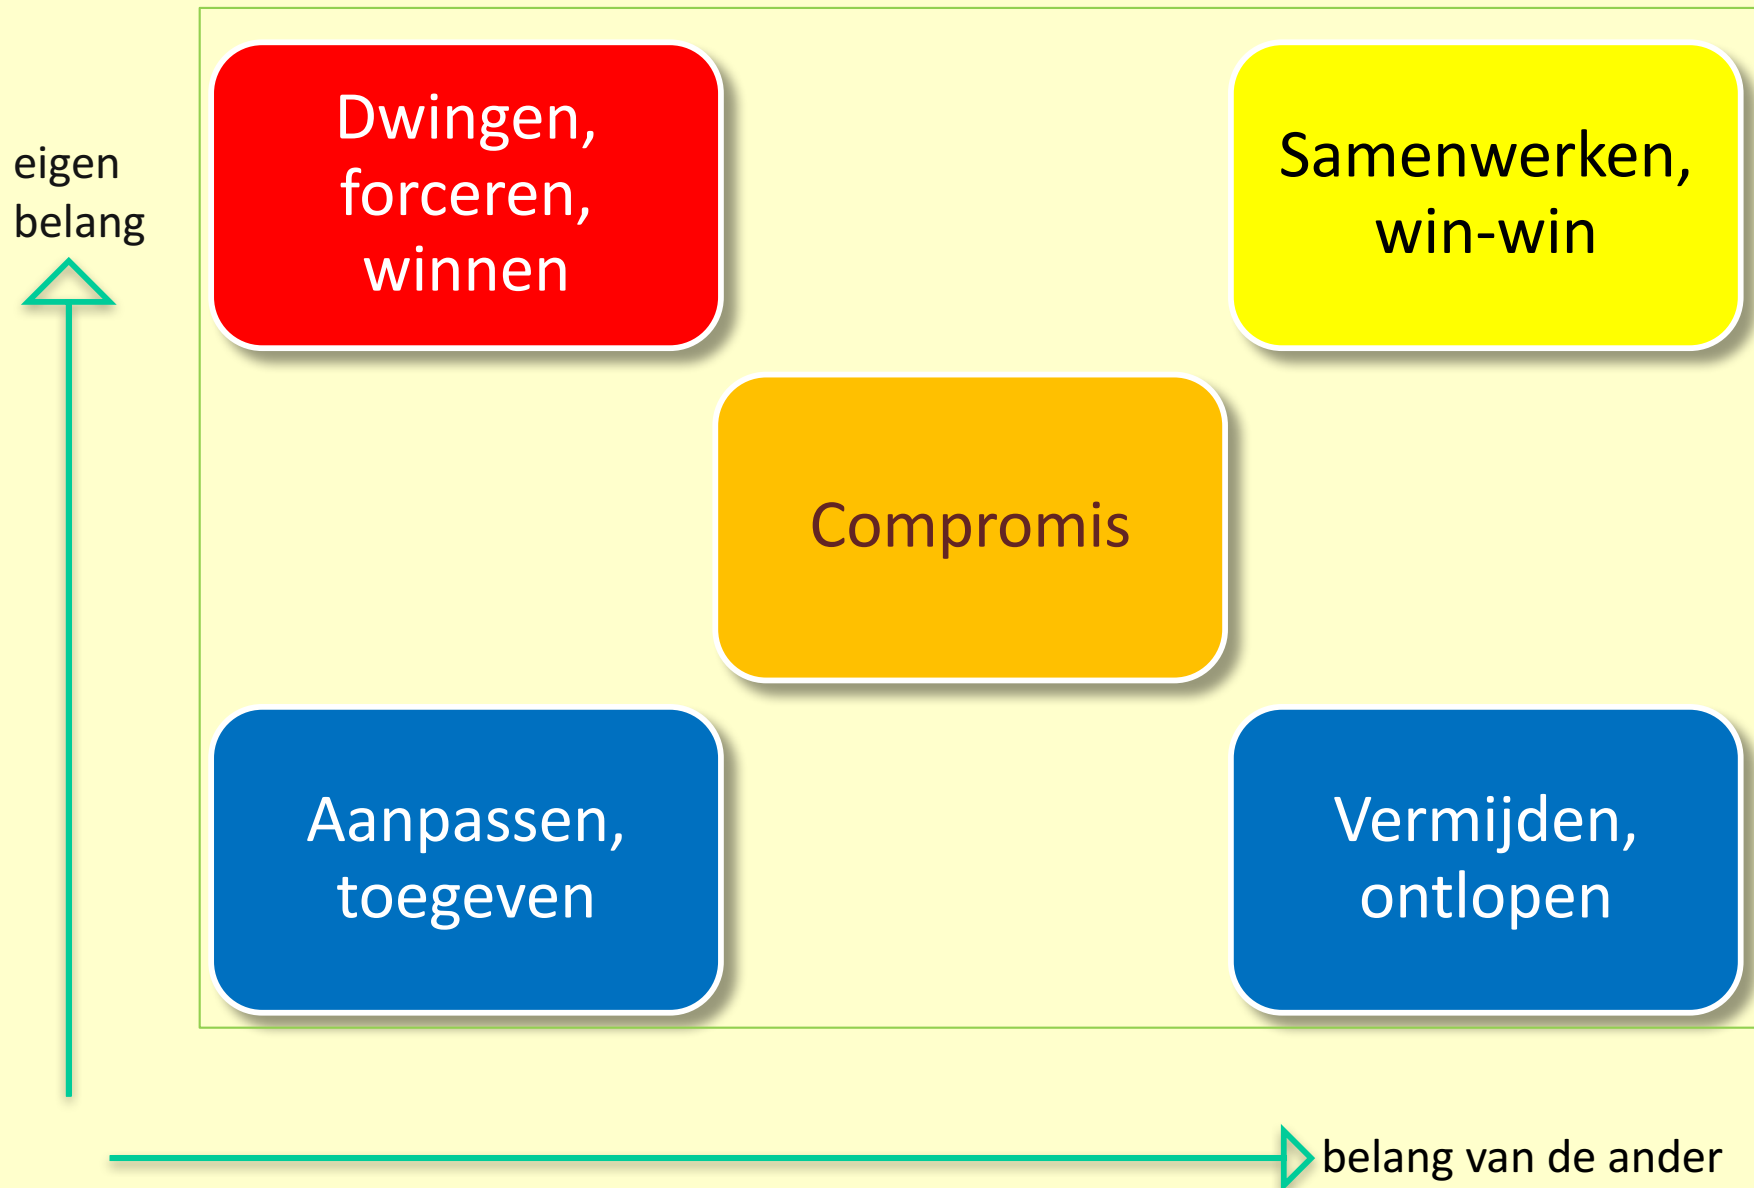 eigen
belang
Dwingen,
forceren,
winnen
Samenwerken,
win-win
Compromis
Aanpassen,
toegeven
Vermijden,
ontlopen
belang van de ander